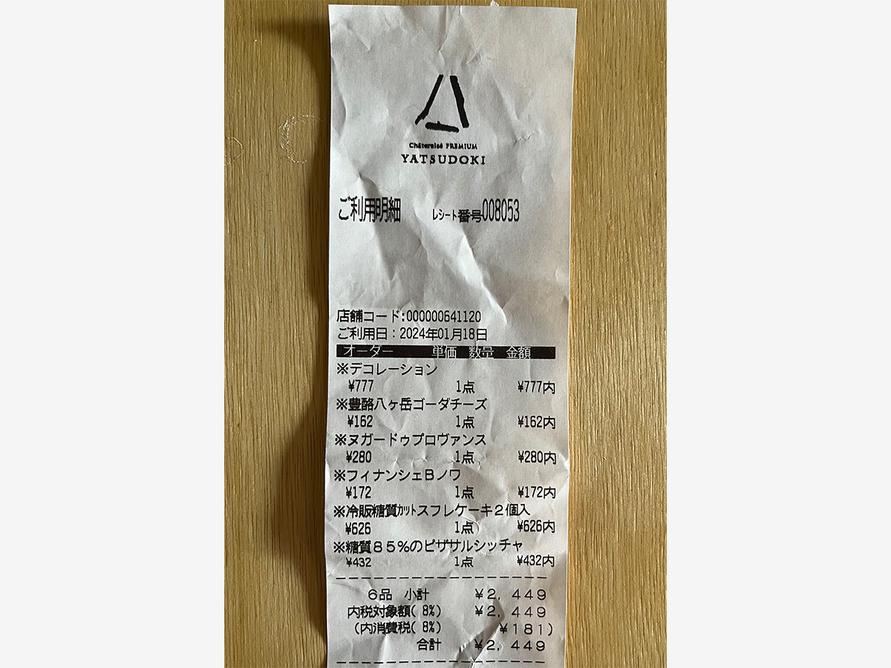 Châteraisé PREMIUM
YATSUDOKI
ご利用明細 レシート番号008053
店舗コード:000000641120
ご利用日:2024年01月18日
オーダー 単価 数量 金額
※デコレーション
¥777 1点 ¥777内
※豊酪八ヶ岳ゴーダチーズ
¥162 1点 ¥162内
※ヌガードゥプロヴァンス
¥280 1点 ¥280内
※フィナンシェBノワ
¥172 1点 ¥172内
※冷販糖質カットスフレケーキ2個入
¥626 1点 ¥626内
※糖質85%のピザサルシッチャ
¥432 1点 ¥432内
6品 小計 ¥2,449
内税対象額( 8%) ¥2,449
(内消費税( 8%) ¥181)
合計 ¥2,449